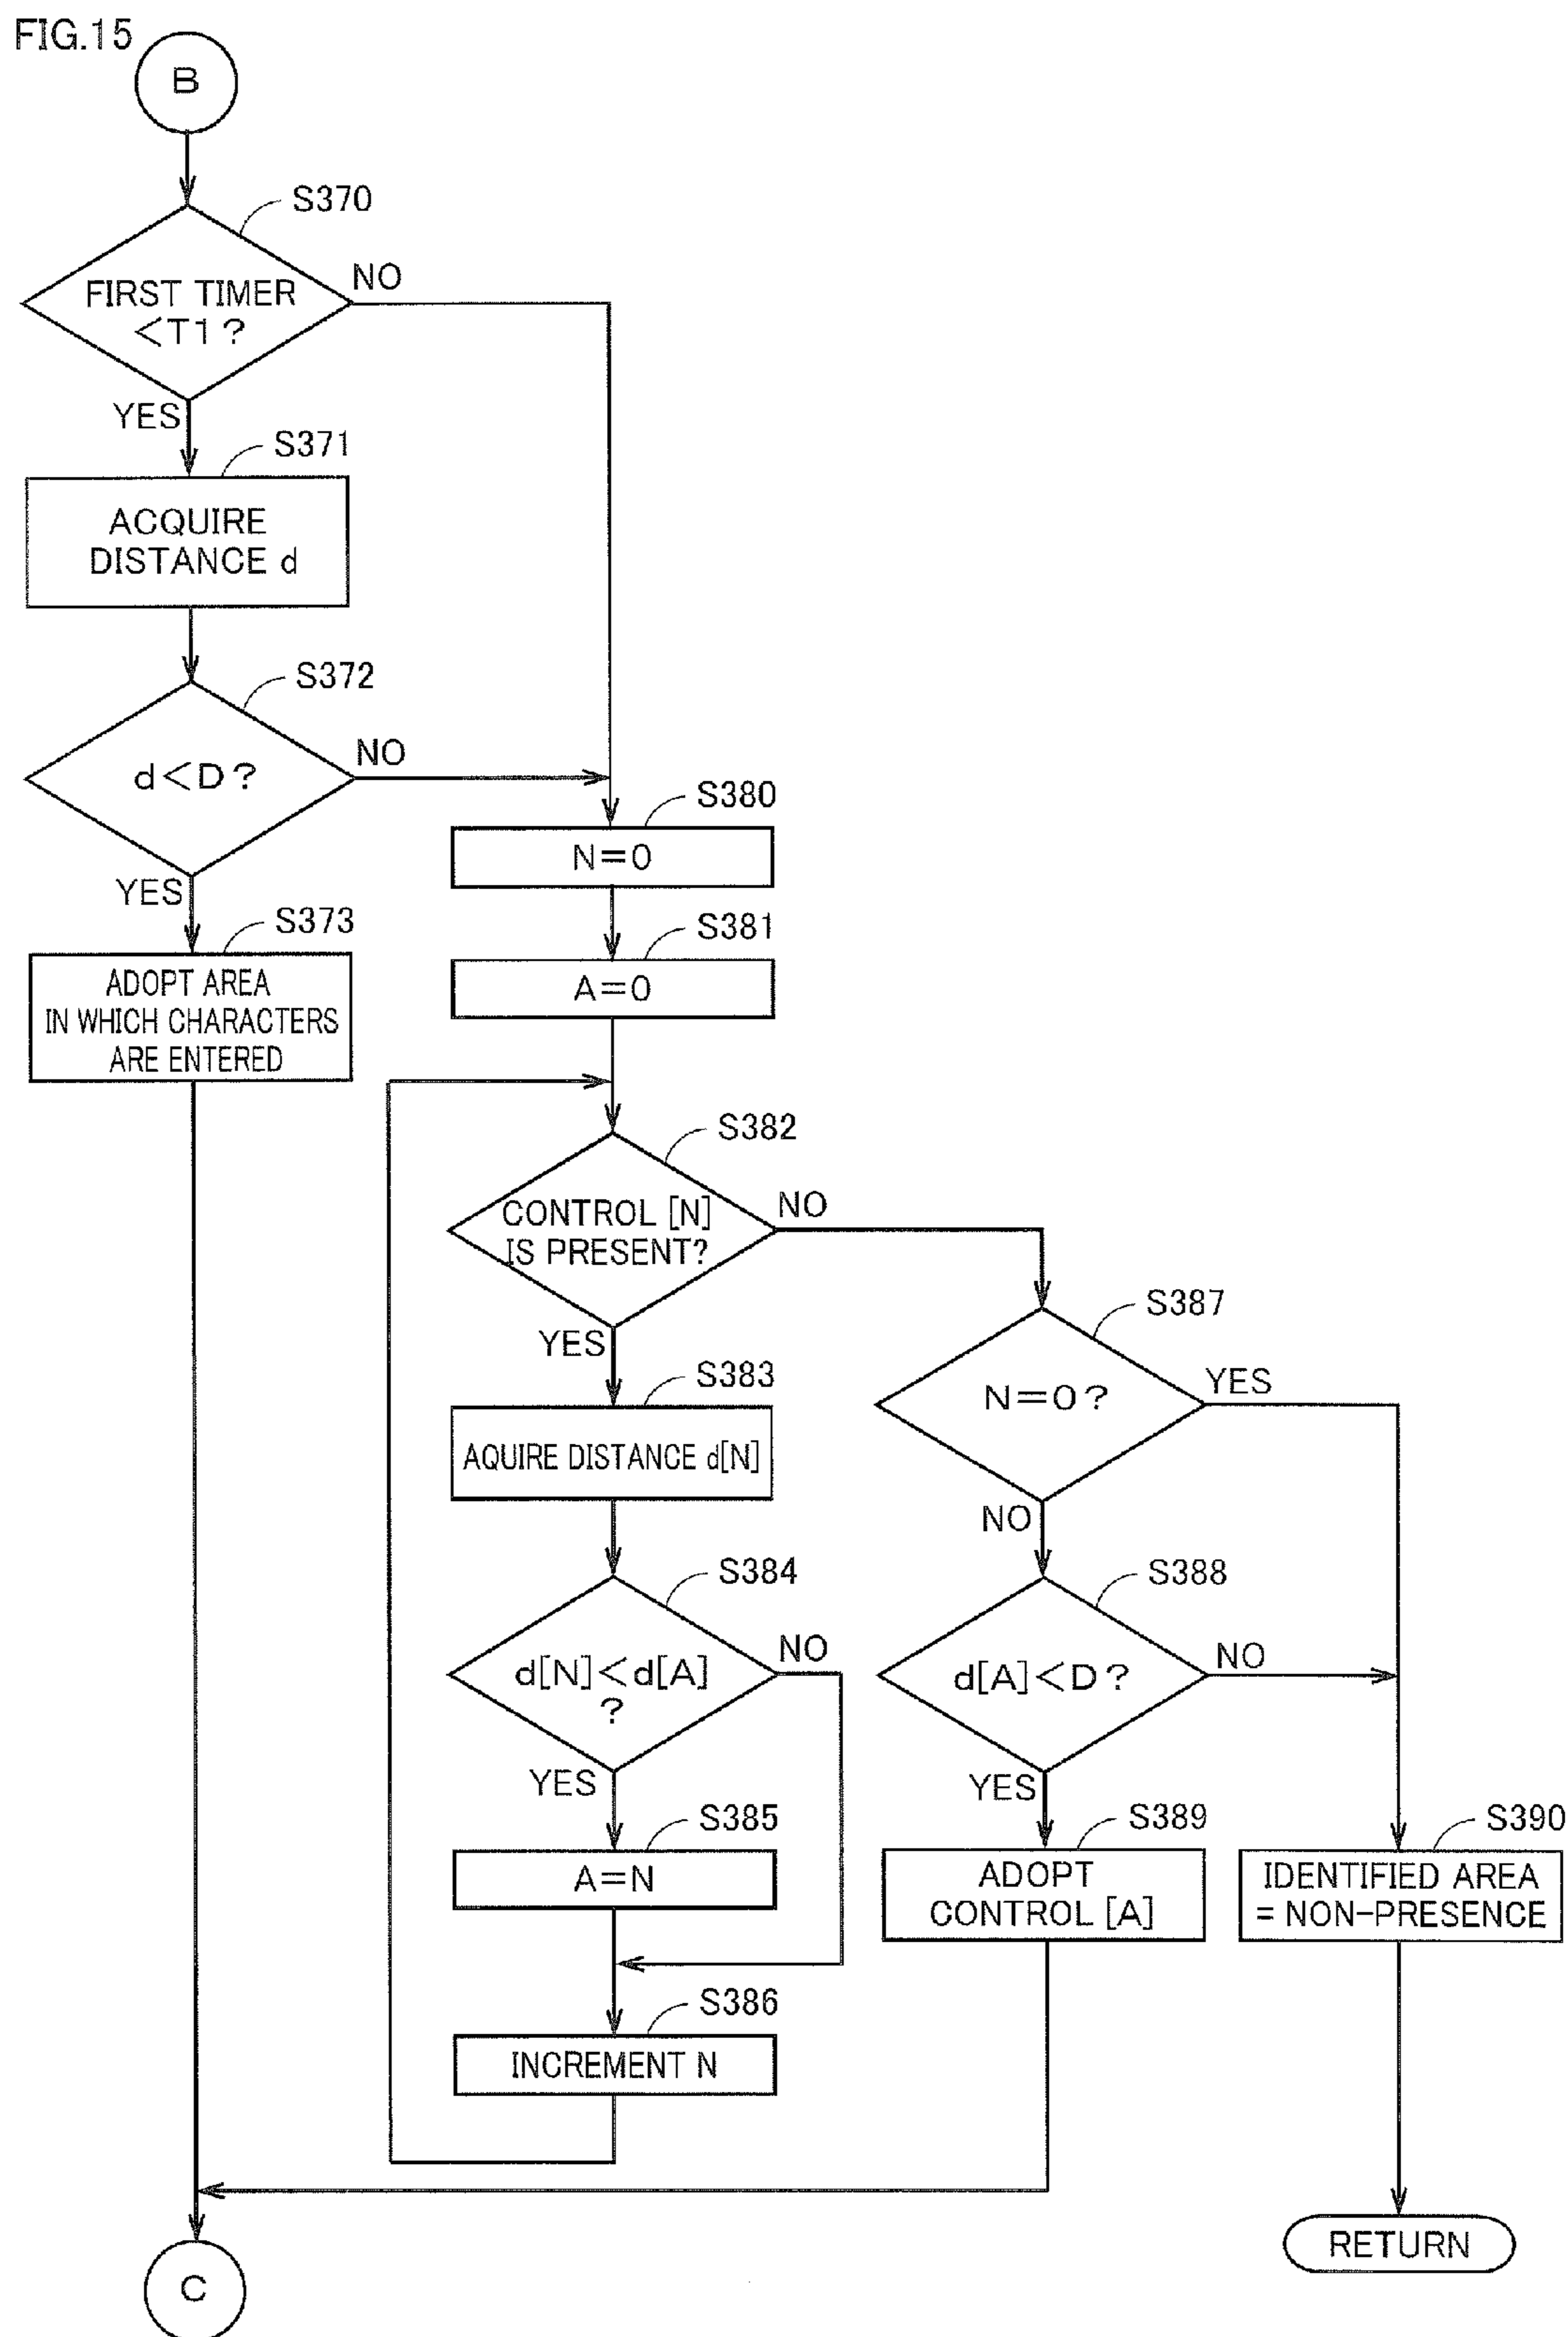 FIG.15
B
S370
FIRST TIMER
<T1?
NO
YES
S371
ACQUIRE
DISTANCE d
S372
d<D?
NO
YES
S373
ADOPT AREA
IN WHICH CHARACTERS
ARE ENTERED
S380
N=0
S381
A=0
S382
CONTROL [N]
IS PRESENT?
NO
YES
S383
AQUIRE DISTANCE d[N]
S384
d[N]<d[A]
?
NO
YES
S385
A=N
S386
INCREMENT N
S387
N=0?
YES
NO
S388
d[A]<D?
NO
YES
S389
ADOPT
CONTROL [A]
S390
IDENTIFIED AREA
= NON-PRESENCE
RETURN
C